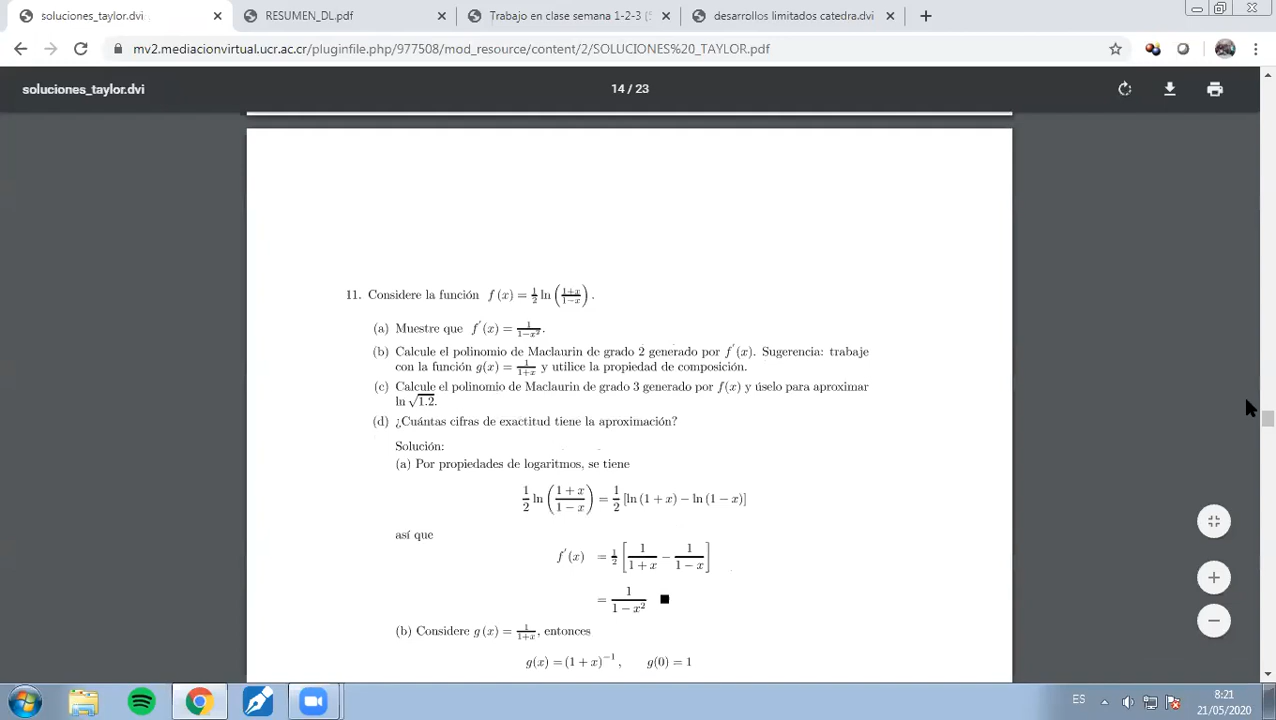 soluciones_taylor.dvi
RESUMEN_DL.pdf
Trabajo en clase semana 1-2-3 (S
desarrollos limitados catedra.dvi
mv2.mediacionvirtual.ucr.ac.cr/pluginfile.php/977508/mod_resource/content/2/SOLUCIONES%20_TAYLOR.pdf
soluciones_taylor.dvi
14 / 23
11. Considere la función f (x) = 1/2 ln ((1+x)/(1−x)).
(a) Muestre que f′(x) = 1/(1−x²).
(b) Calcule el polinomio de Maclaurin de grado 2 generado por f′(x). Sugerencia: trabaje
con la función g(x) = 1/(1+x) y utilice la propiedad de composición.
(c) Calcule el polinomio de Maclaurin de grado 3 generado por f(x) y úselo para aproximar
ln √1.2.
(d) ¿Cuántas cifras de exactitud tiene la aproximación?
Solución:
(a) Por propiedades de logaritmos, se tiene
1/2 ln ((1 + x)/(1 − x)) = 1/2 [ln (1 + x) − ln (1 − x)]
así que
f′(x) = 1/2 [1/(1 + x) − 1/(1 − x)]
= 1/(1 − x²) ■
(b) Considere g (x) = 1/(1+x), entonces
g(x) = (1 + x)⁻¹, g(0) = 1
ES
8:21
21/05/2020